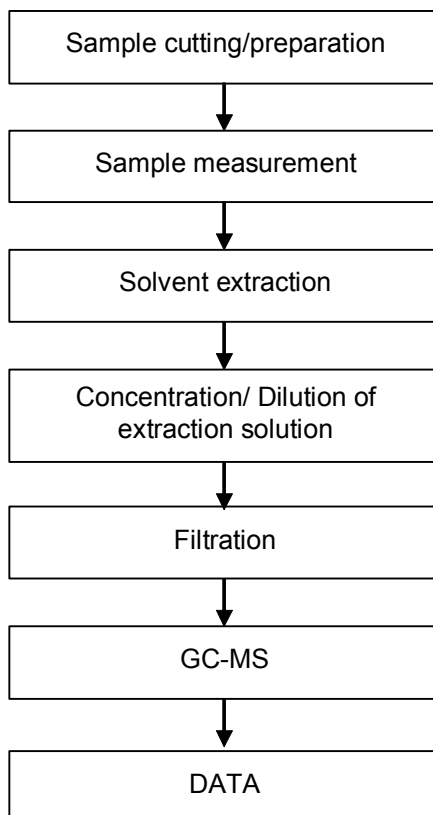 Sample cutting/preparation
Sample measurement
Solvent extraction
Concentration/ Dilution of
extraction solution
Filtration
GC-MS
DATA